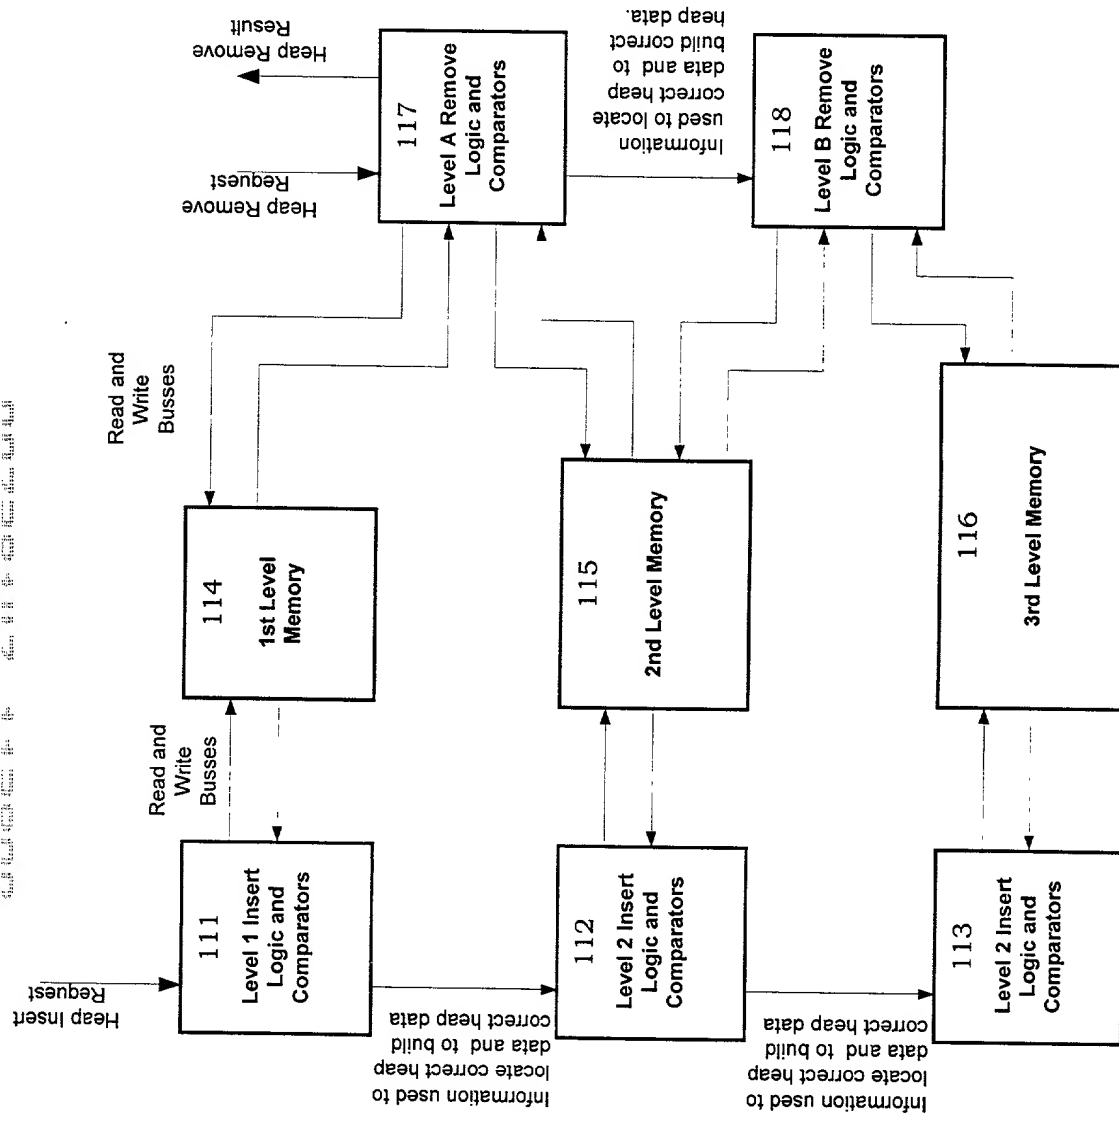 Heap Insert
Request
111
Level 1 Insert
Logic and
Comparators
Information used to
locate correct heap
data and to build
correct heap data
112
Level 2 Insert
Logic and
Comparators
Information used to
locate correct heap
data and to build
correct heap data
113
Level 2 Insert
Logic and
Comparators
Read and
Write
Busses
114
1st Level
Memory
115
2nd Level Memory
116
3rd Level Memory
Read and
Write
Busses
Heap Remove
Request
Heap Remove
Result
117
Level A Remove
Logic and
Comparators
Information
used to locate
correct heap
data and to
build correct
heap data.
118
Level B Remove
Logic and
Comparators